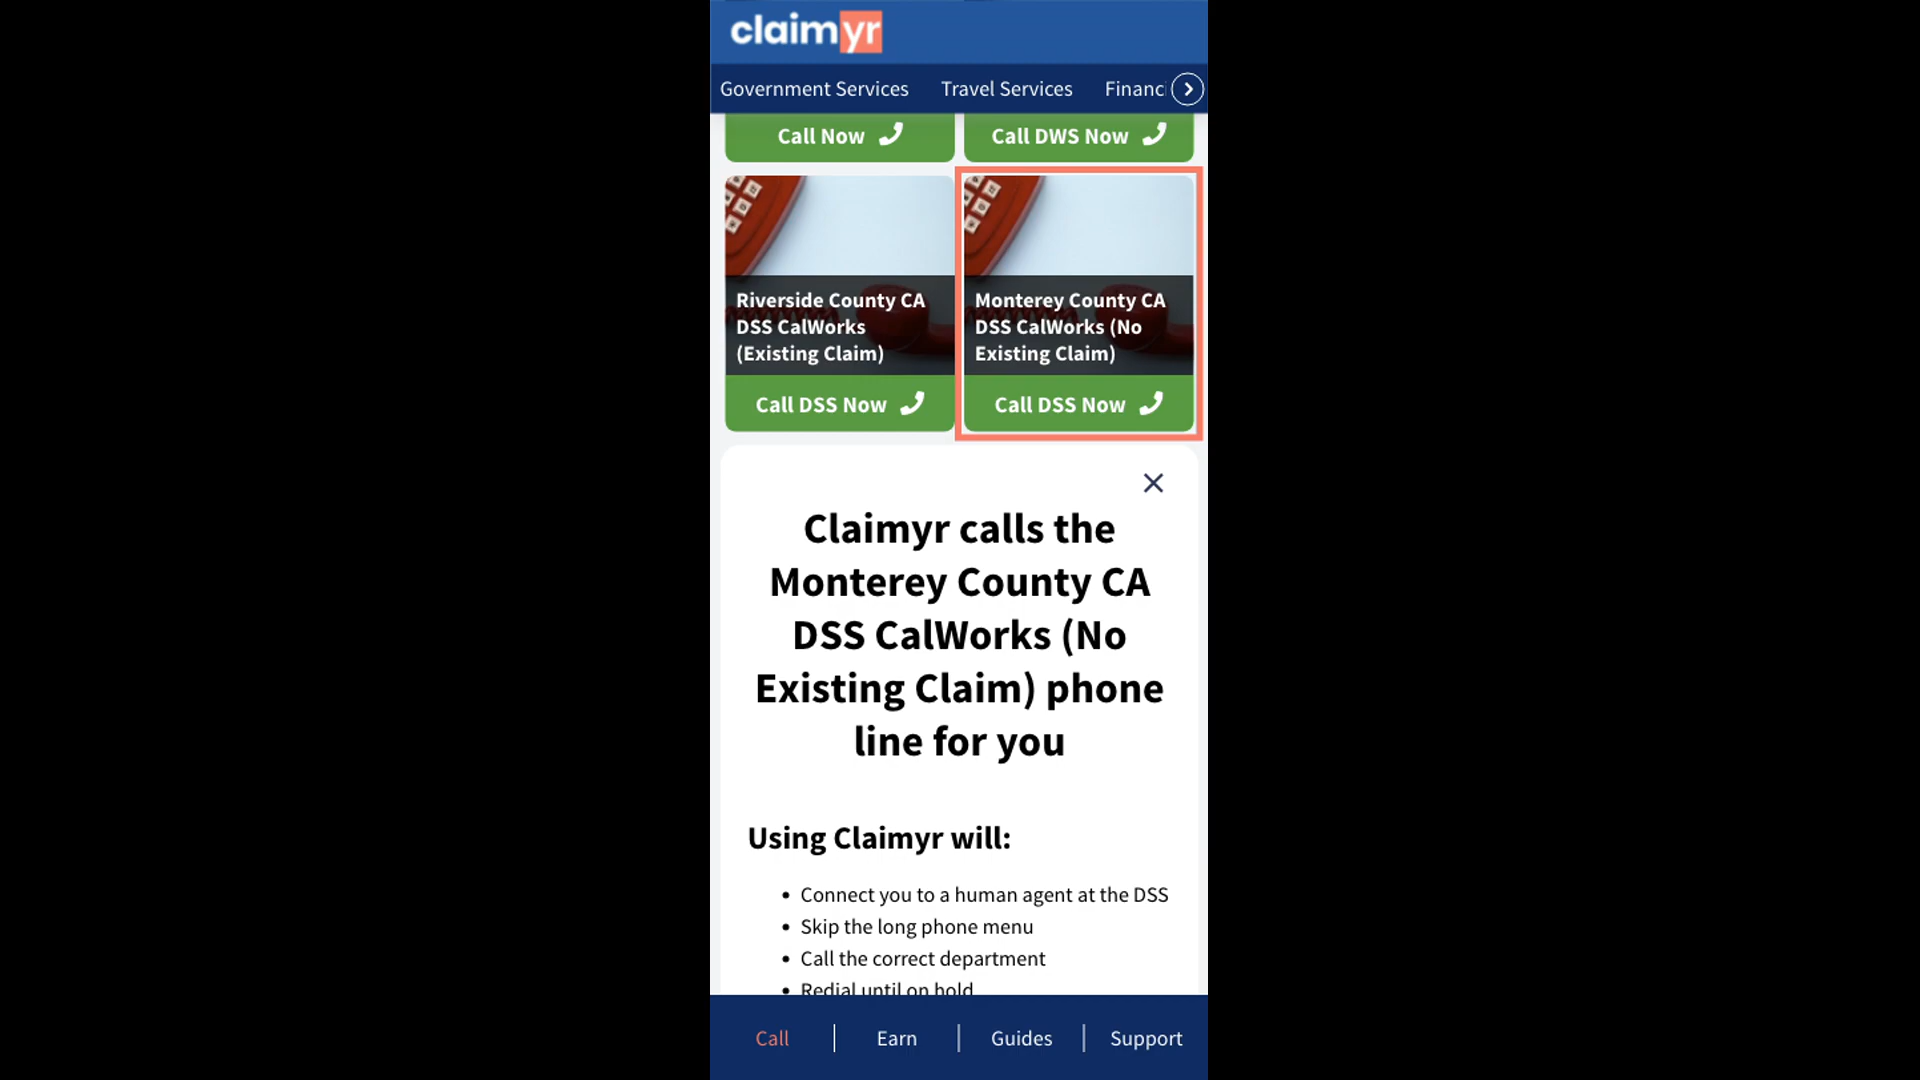 claimyr
Government Services Travel Services Financ
Call Now Call DWS Now
Riverside County CA
DSS CalWorks
(Existing Claim)
Monterey County CA
DSS CalWorks (No
Existing Claim)
Call DSS Now Call DSS Now
Claimyr calls the
Monterey County CA
DSS CalWorks (No
Existing Claim) phone
line for you
Using Claimyr will:
• Connect you to a human agent at the DSS
• Skip the long phone menu
• Call the correct department
• Redial until on hold
Call | Earn | Guides | Support